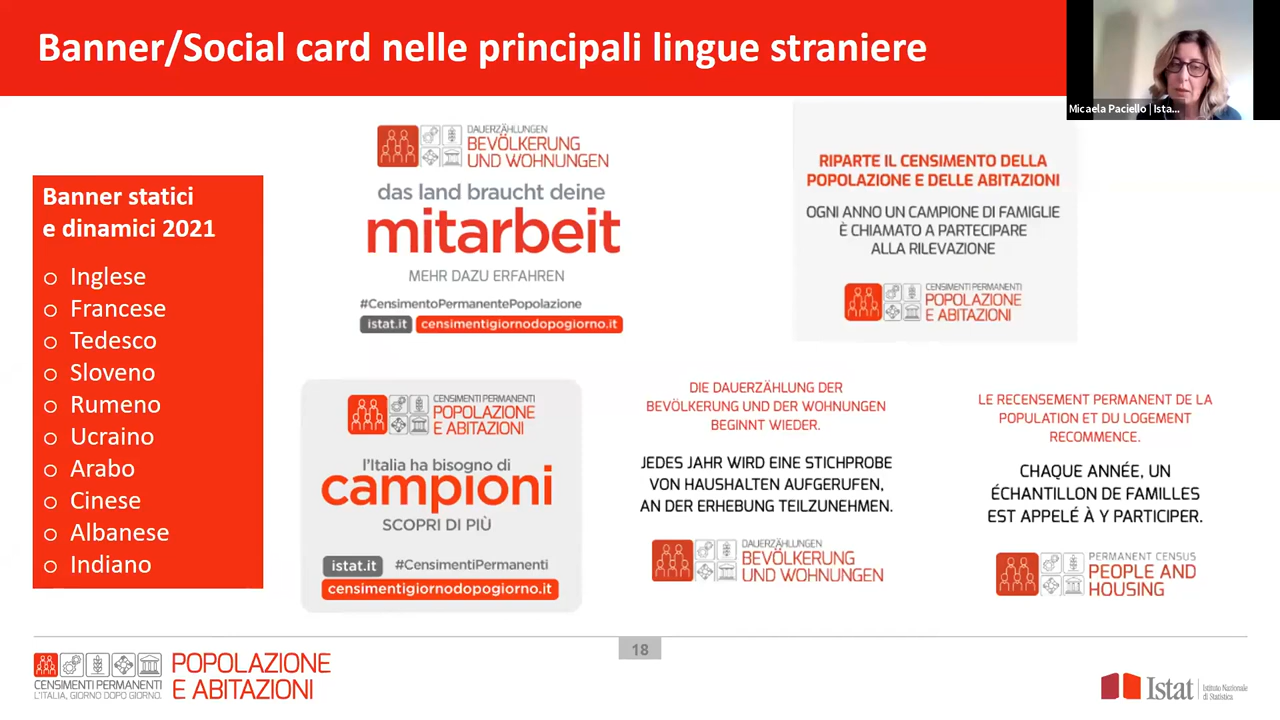 Banner/Social card nelle principali lingue straniere
Micaela Paciello | Ista...
Banner statici
e dinamici 2021
o Inglese
o Francese
o Tedesco
o Sloveno
o Rumeno
o Ucraino
o Arabo
o Cinese
o Albanese
o Indiano
DAUERZÄHLUNGEN
BEVÖLKERUNG
UND WOHNUNGEN
das land braucht deine
mitarbeit
MEHR DAZU ERFAHREN
#CensimentoPermanentePopolazione
istat.it censimentigiornodopogiorno.it
RIPARTE IL CENSIMENTO DELLA
POPOLAZIONE E DELLE ABITAZIONI
OGNI ANNO UN CAMPIONE DI FAMIGLIE
È CHIAMATO A PARTECIPARE
ALLA RILEVAZIONE
CENSIMENTI PERMANENTI
POPOLAZIONE
E ABITAZIONI
CENSIMENTI PERMANENTI
POPOLAZIONE
E ABITAZIONI
l'Italia ha bisogno di
campioni
SCOPRI DI PIÙ
istat.it #CensimentiPermanenti
censimentigiornodopogiorno.it
DIE DAUERZÄHLUNG DER
BEVÖLKERUNG UND DER WOHNUNGEN
BEGINNT WIEDER.
JEDES JAHR WIRD EINE STICHPROBE
VON HAUSHALTEN AUFGERUFEN,
AN DER ERHEBUNG TEILZUNEHMEN.
DAUERZÄHLUNGEN
BEVÖLKERUNG
UND WOHNUNGEN
LE RECENSEMENT PERMANENT DE LA
POPULATION ET DU LOGEMENT
RECOMMENCE.
CHAQUE ANNÉE, UN
ÉCHANTILLON DE FAMILLES
EST APPELÉ À Y PARTICIPER.
PERMANENT CENSUS
PEOPLE AND
HOUSING
CENSIMENTI PERMANENTI
L'ITALIA, GIORNO DOPO GIORNO.
POPOLAZIONE
E ABITAZIONI
18
Istat
Istituto Nazionale
di Statistica